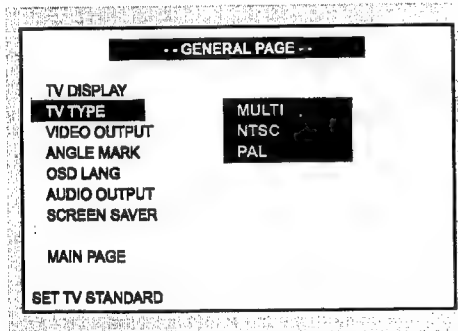 - - GENERAL PAGE - -
TV DISPLAY
TV TYPE
VIDEO OUTPUT
ANGLE MARK
OSD LANG
AUDIO OUTPUT
SCREEN SAVER
MULTI
NTSC
PAL
MAIN PAGE
SET TV STANDARD